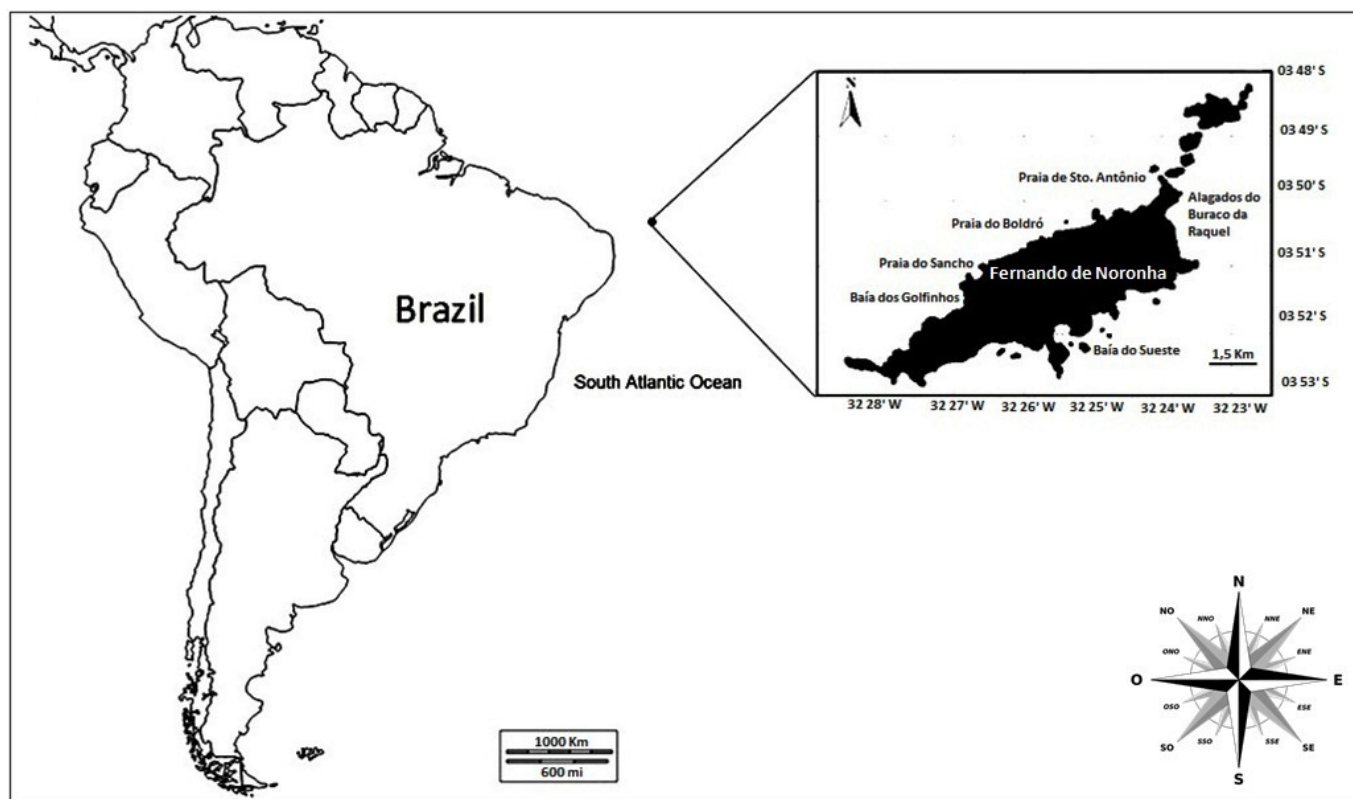 Brazil
South Atlantic Ocean
1000 Km
600 mi
N
03 48' S
03 49' S
03 50' S
03 51' S
03 52' S
03 53' S
Praia de Sto. Antônio
Alagados do
Buraco da
Raquel
Praia do Boldró
Praia do Sancho
Fernando de Noronha
Baía dos Golfinhos
Baía do Sueste
1,5 Km
32 28' W
32 27' W
32 26' W
32 25' W
32 24' W
32 23' W
N
NO
NNO
NNE
NE
ONO
ENE
O
E
OSO
ESE
SO
SSO
SSE
SE
S